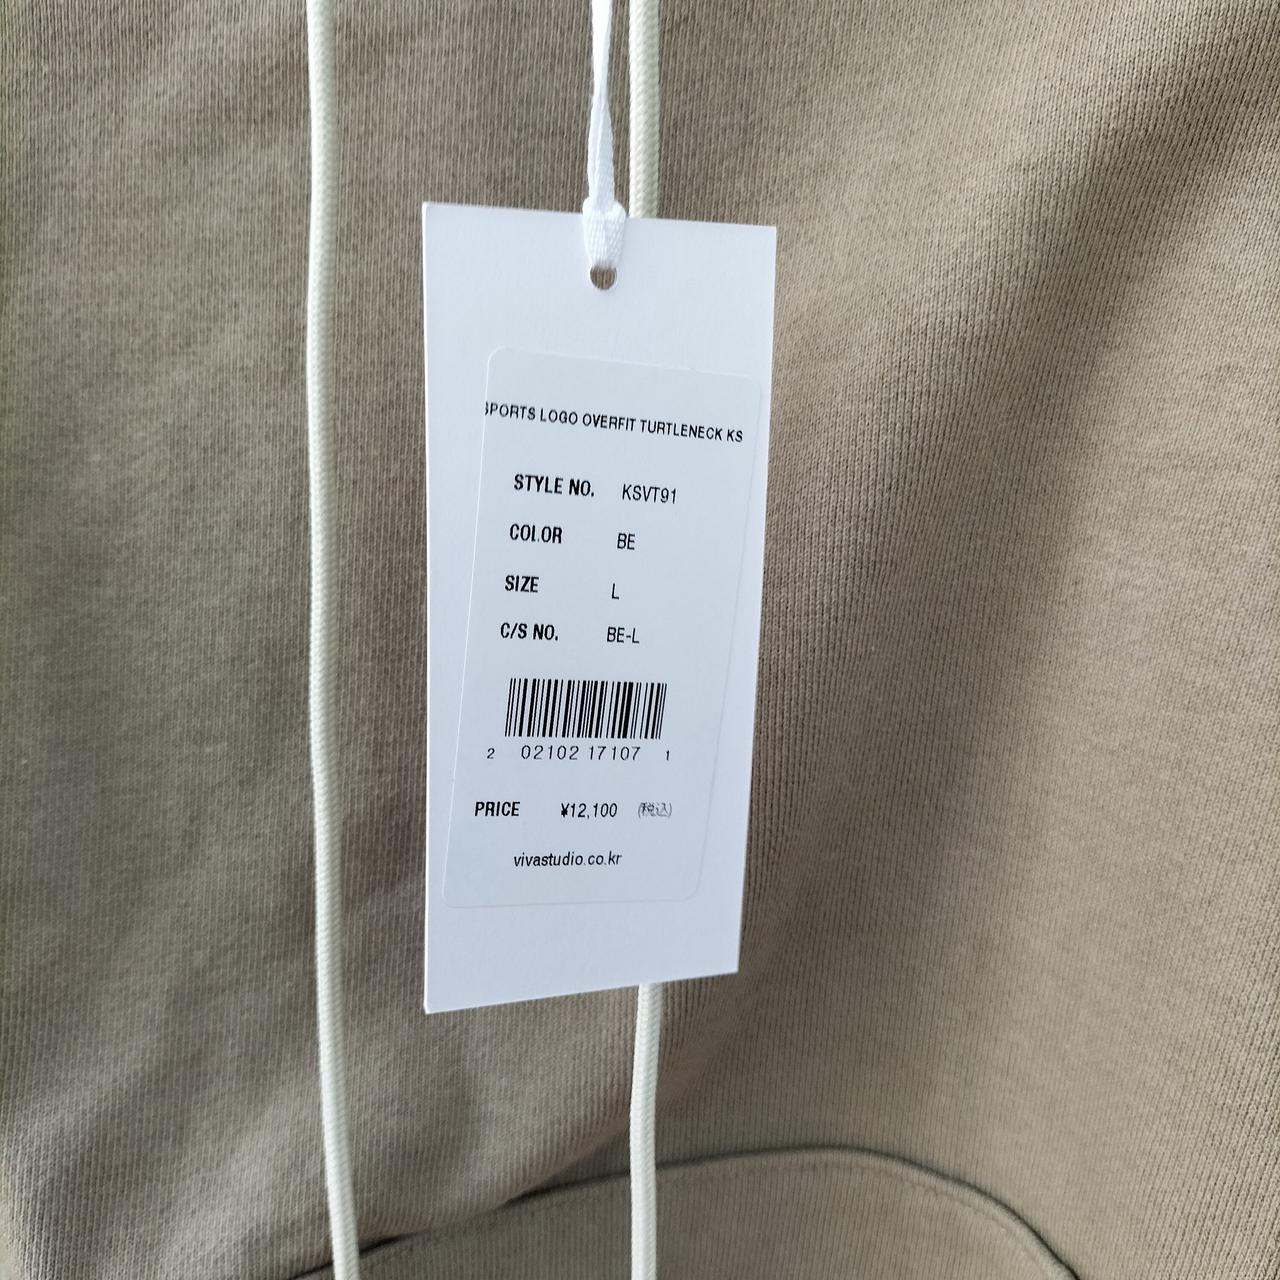 SPORTS LOGO OVERFIT TURTLENECK KS
STYLE NO. KSVT91
COLOR BE
SIZE L
C/S NO. BE-L
2 02102 17107 1
PRICE ¥12,100 (税込)
vivastudio.co.kr